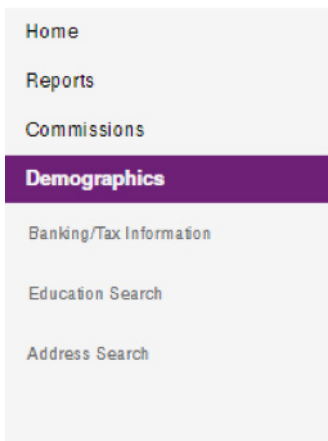 Home
Reports
Commissions
Demographics
Banking/Tax Information
Education Search
Address Search